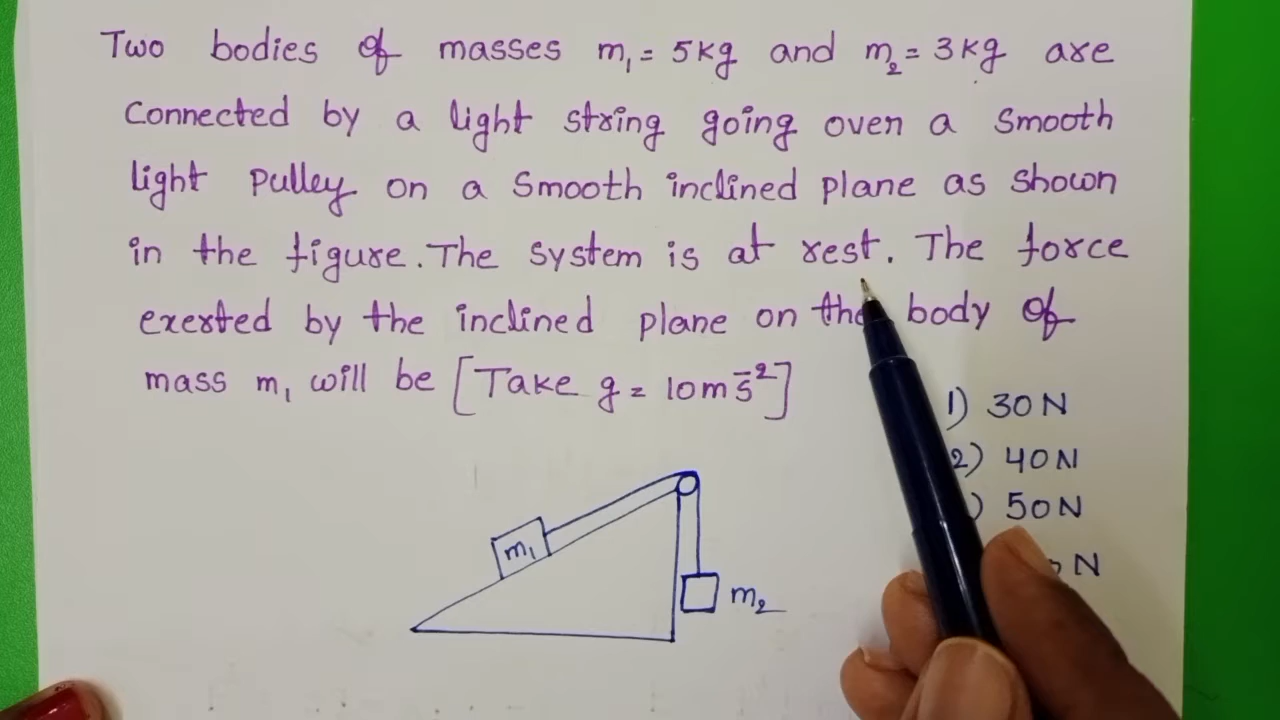 Two bodies of masses m₁ = 5kg and m₂ = 3kg are
connected by a light string going over a smooth
light pulley on a smooth inclined plane as shown
in the figure. The system is at rest. The force
exerted by the inclined plane on the body of
mass m₁ will be [Take g = 10ms⁻²]
1) 30N
2) 40N
) 50N
N
m₁
m₂